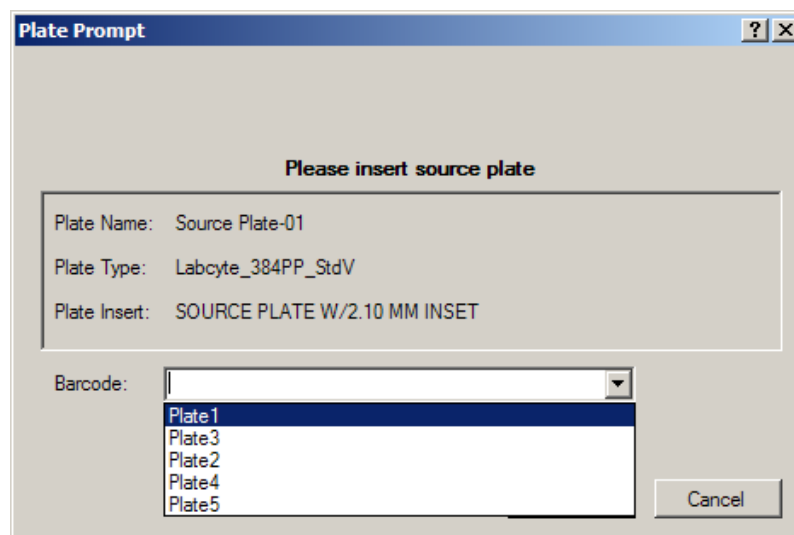 Plate Prompt
Please insert source plate
Plate Name: Source Plate-01
Plate Type: Labcyte_384PP_StdV
Plate Insert: SOURCE PLATE W/2.10 MM INSET
Barcode:
Plate1
Plate3
Plate2
Plate4
Plate5
Cancel